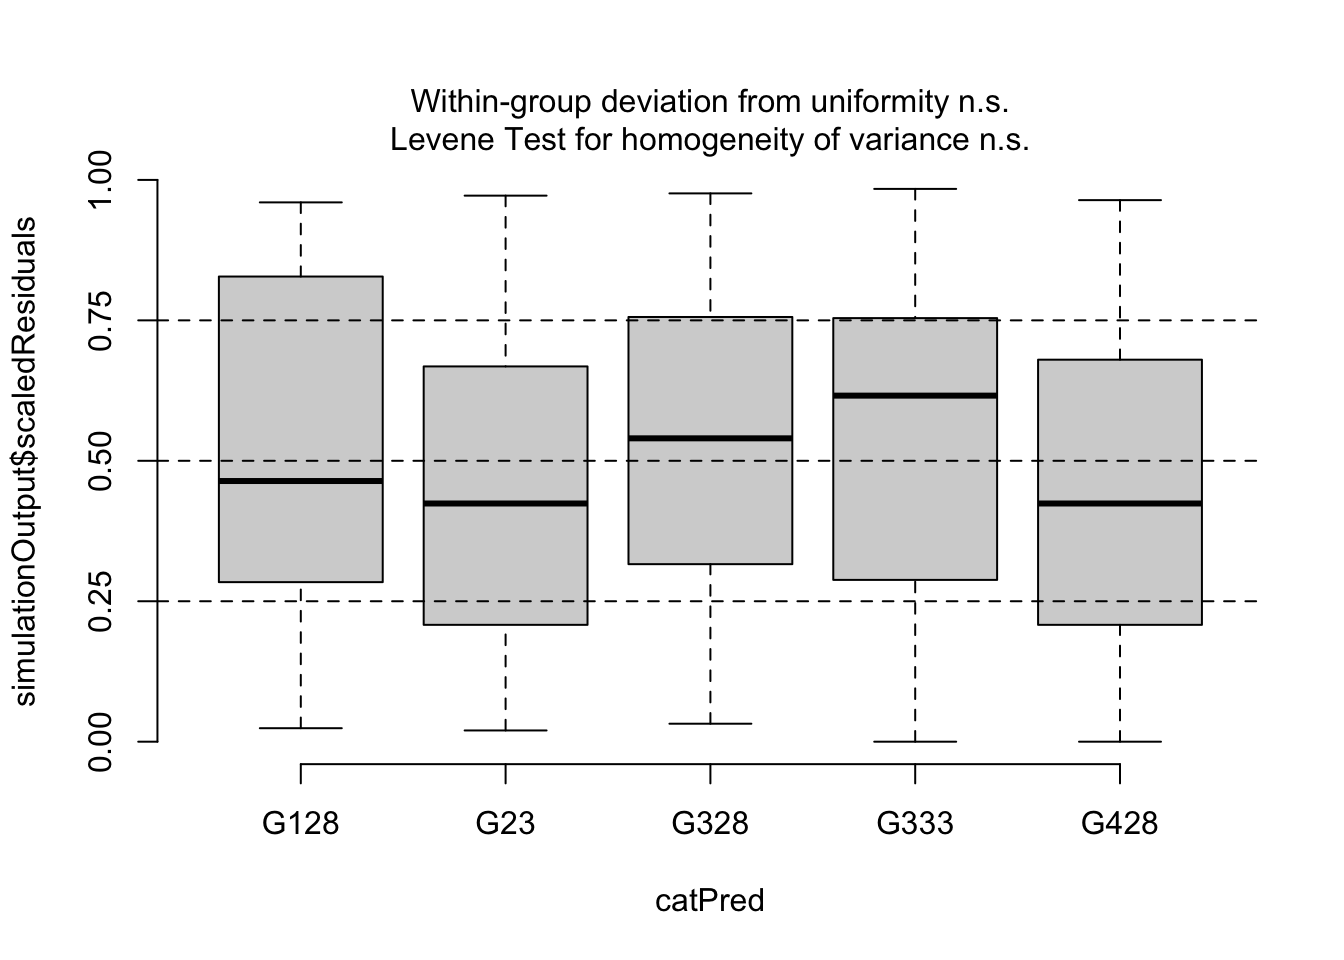 Within-group deviation from uniformity n.s.
Levene Test for homogeneity of variance n.s.
simulationOutput$scaledResiduals
1.00
0.75
0.50
0.25
0.00
G128 G23 G328 G333 G428
catPred